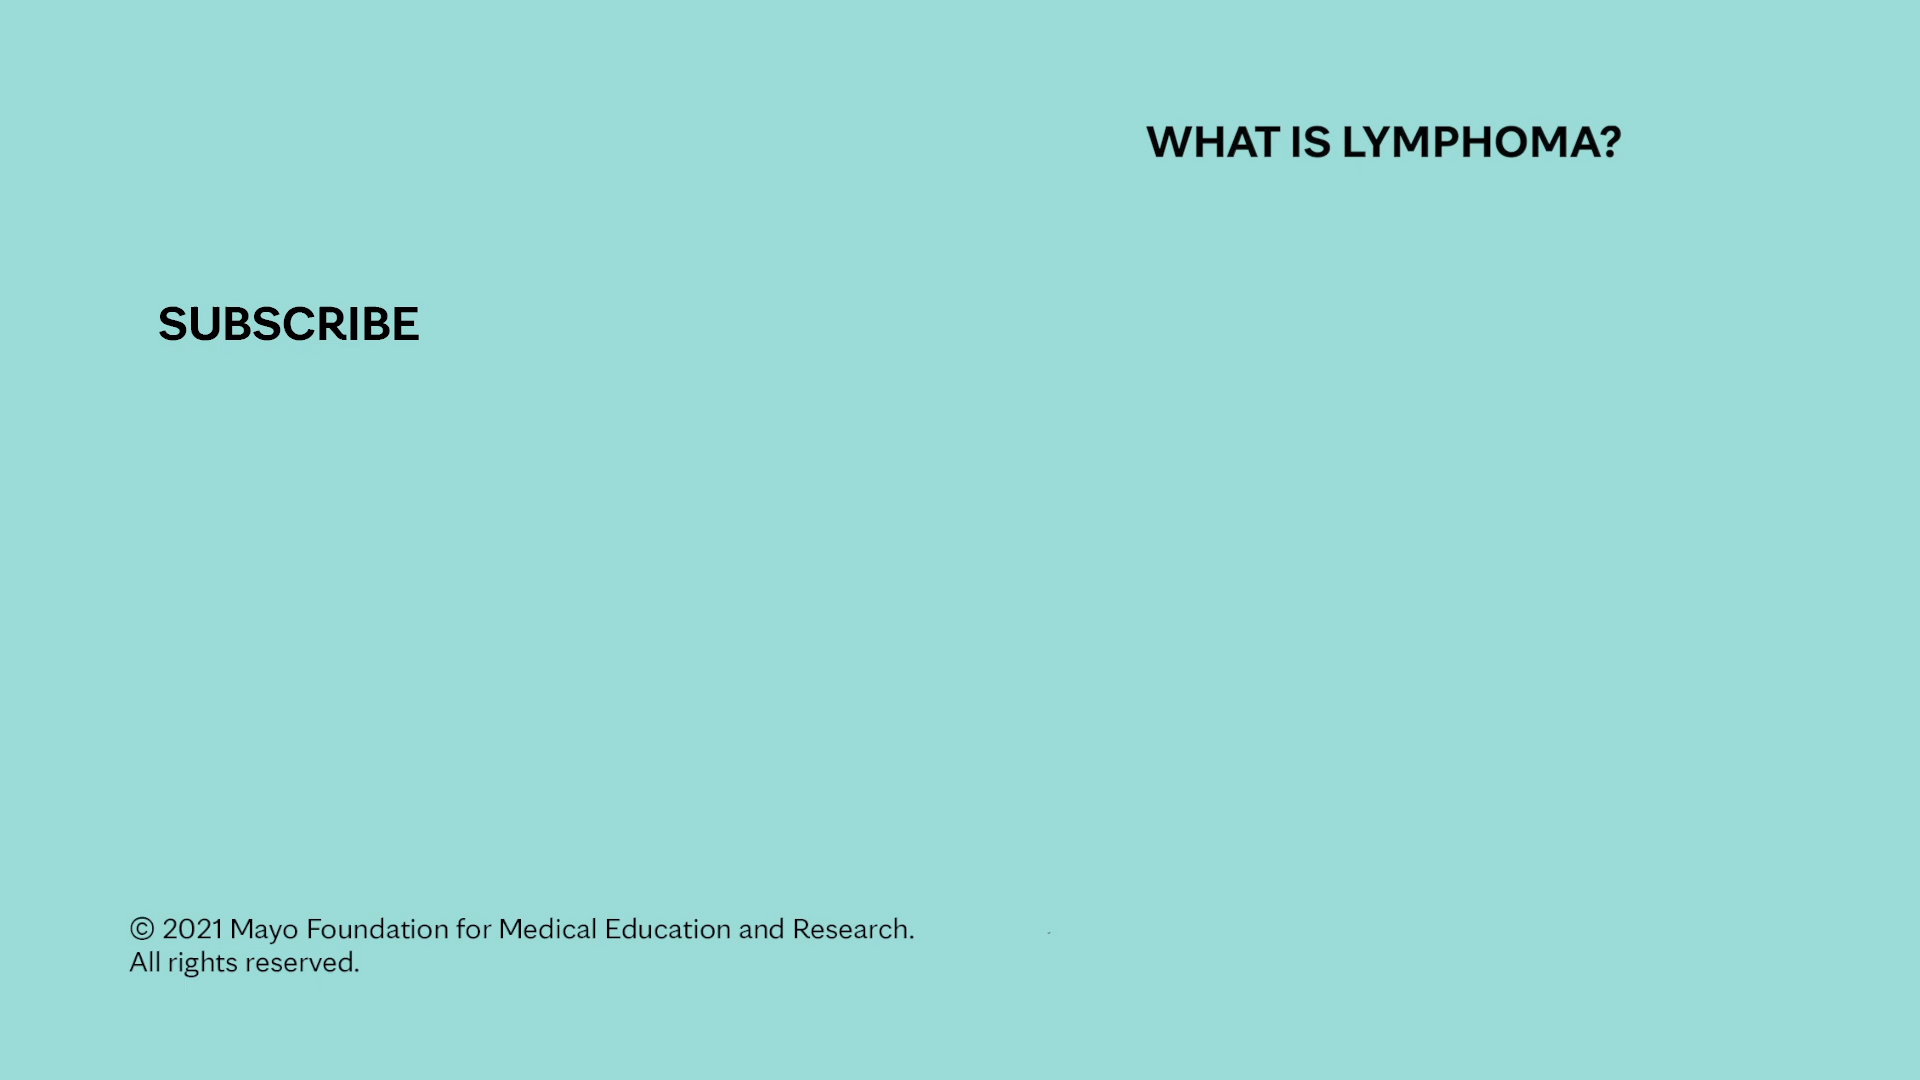 WHAT IS LYMPHOMA?
SUBSCRIBE
© 2021 Mayo Foundation for Medical Education and Research.
All rights reserved.